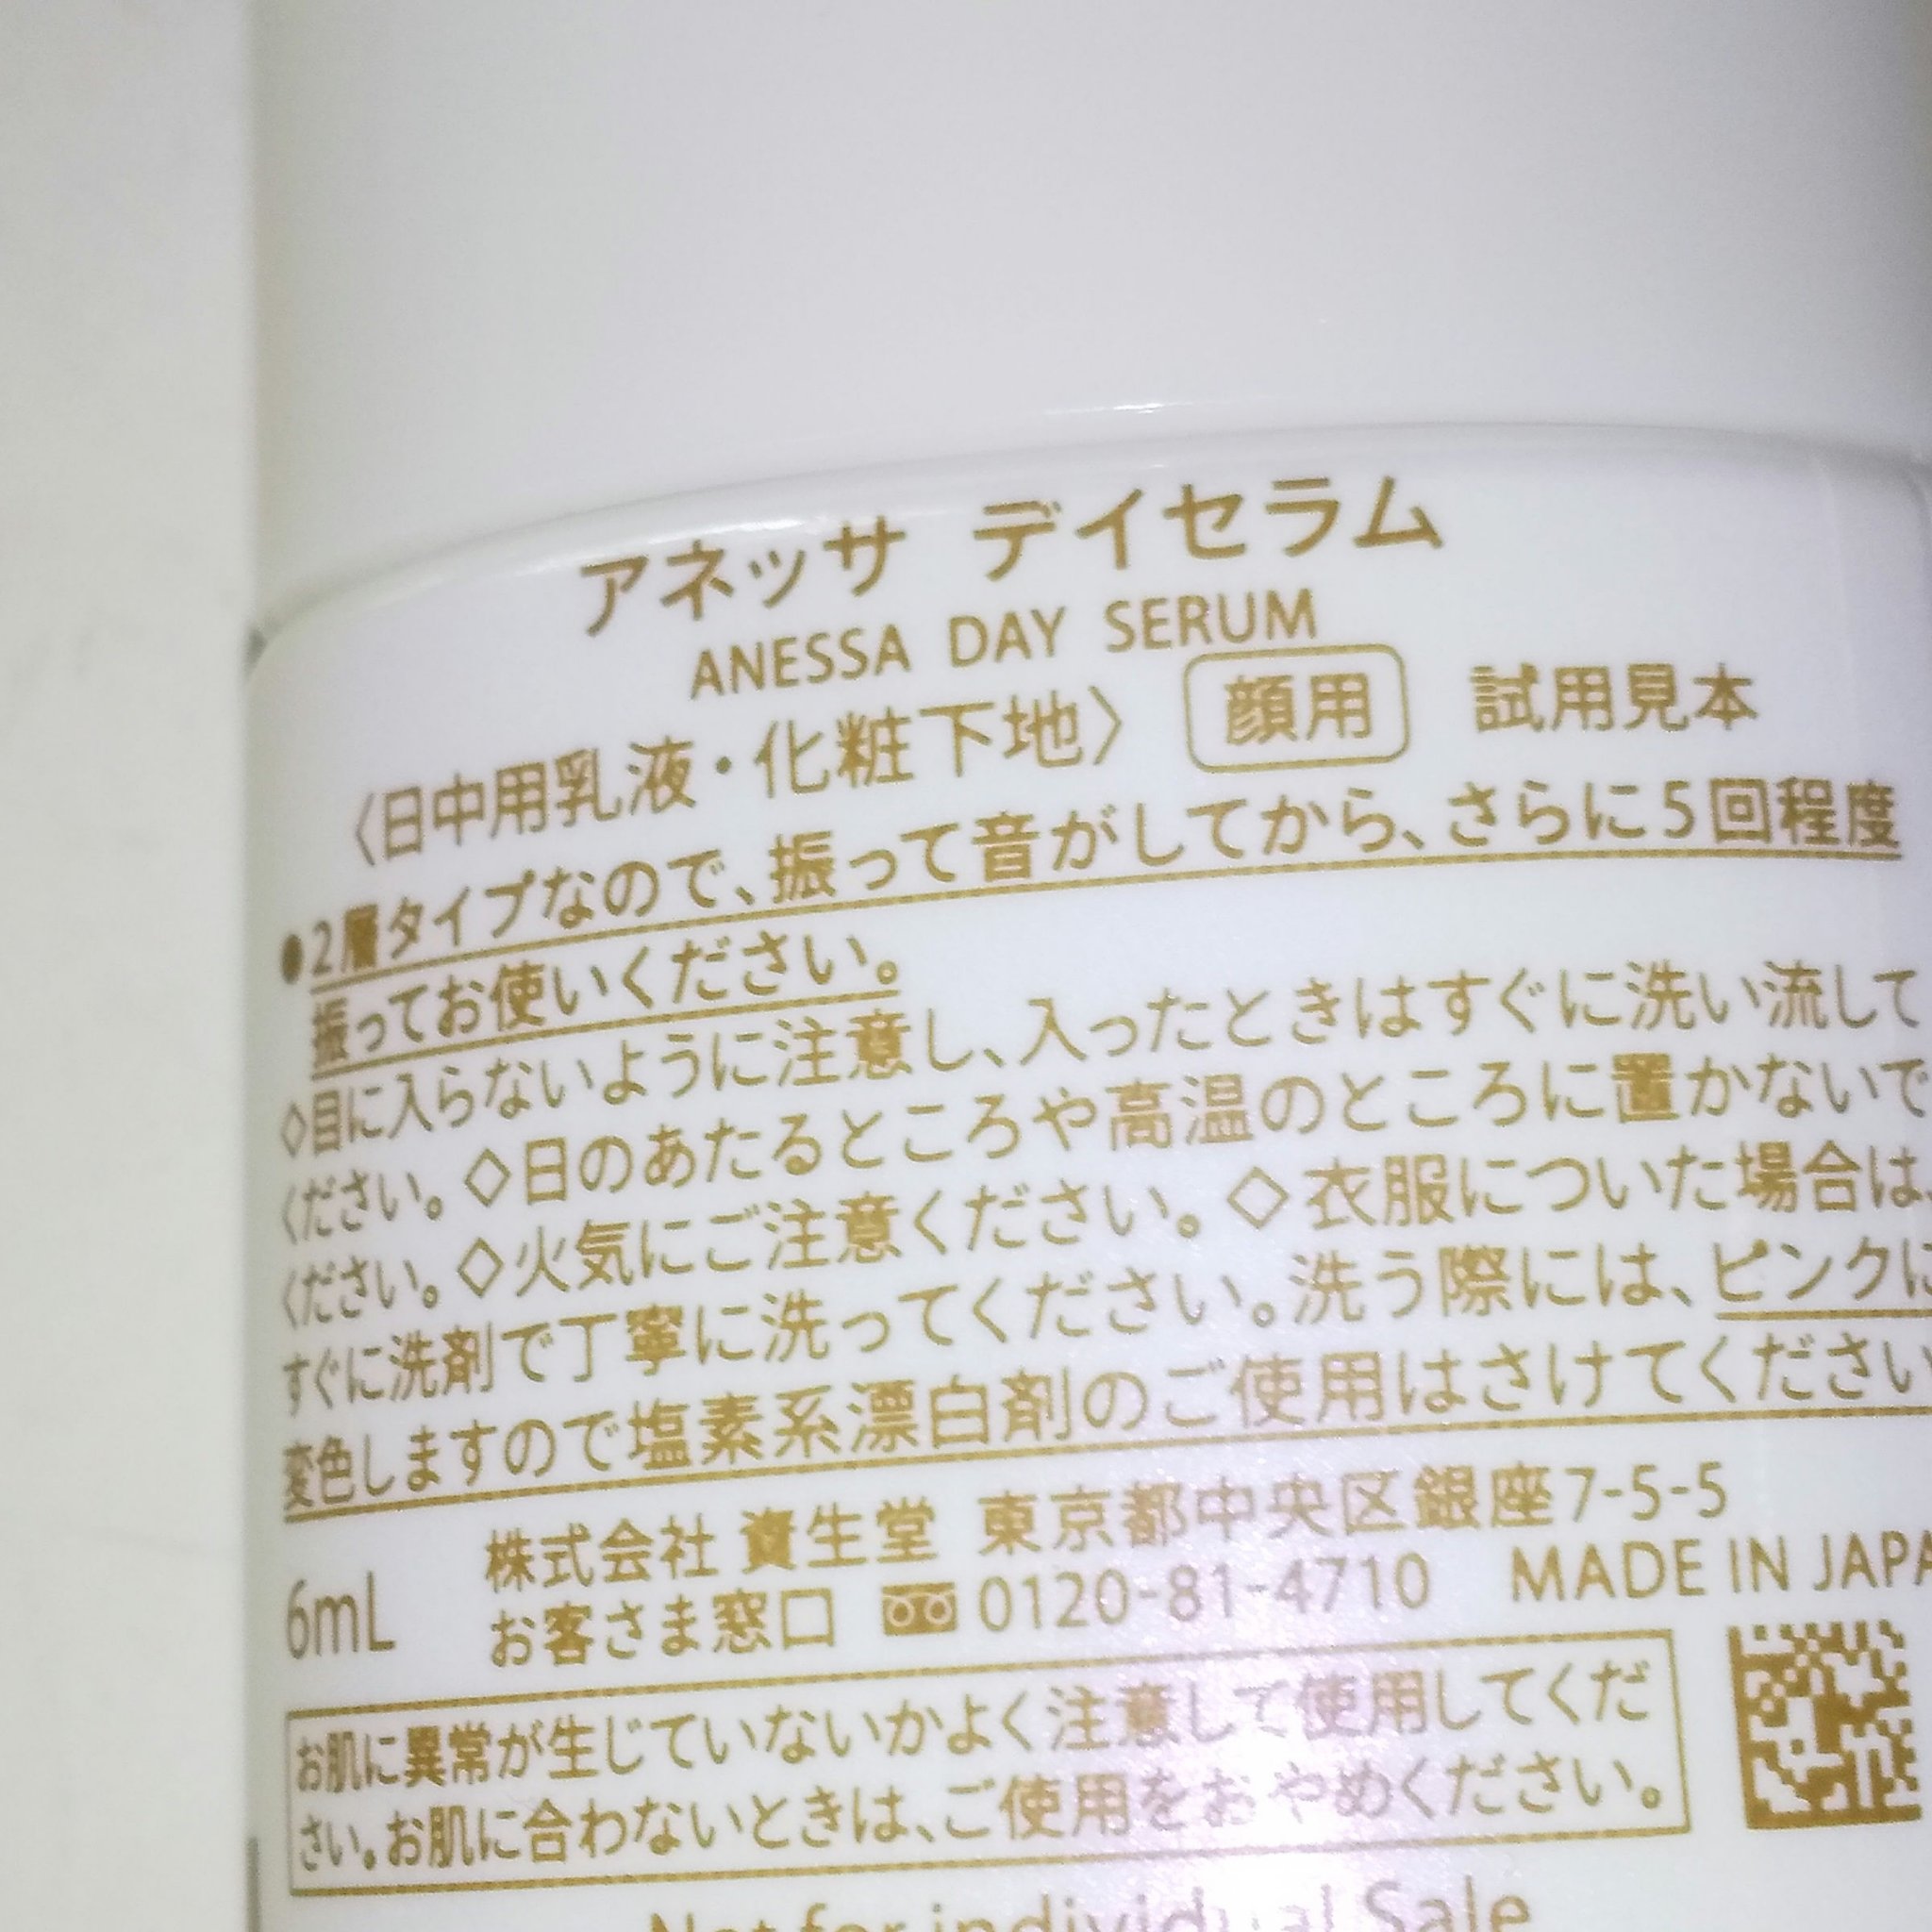 アネッサ デイセラム
ANESSA DAY SERUM
〈日中用乳液・化粧下地〉 顔用 試用見本
●2層タイプなので、振って音がしてから、さらに5回程度
振ってお使いください。
◇目に入らないように注意し、入ったときはすぐに洗い流して
ください。◇日のあたるところや高温のところに置かないで
ください。◇火気にご注意ください。◇衣服についた場合は、
すぐに洗剤で丁寧に洗ってください。洗う際には、ピンクに
変色しますので塩素系漂白剤のご使用はさけてください
株式会社 資生堂 東京都中央区銀座7-5-5
6mL お客さま窓口 0120-81-4710 MADE IN JAPA
お肌に異常が生じていないかよく注意して使用してくだ
さい。お肌に合わないときは、ご使用をおやめください。
Not for individual Sale